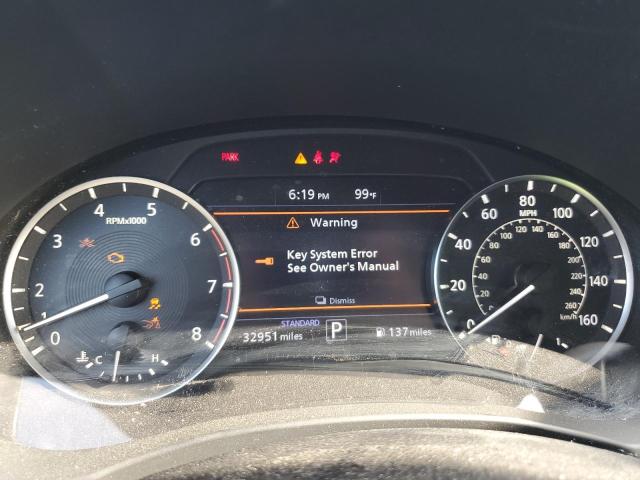 PARK
6:19 PM 99°F
Warning
Key System Error
See Owner's Manual
Dismiss
STANDARD
32951 miles P 137 miles
RPMx1000
0 1 2 3 4 5 6 7 8
C H
MPH
0 20 40 60 80 100 120 140 160
0 20 40 60 80 100 120 140 160 180 200 220 240 260
km/h
1